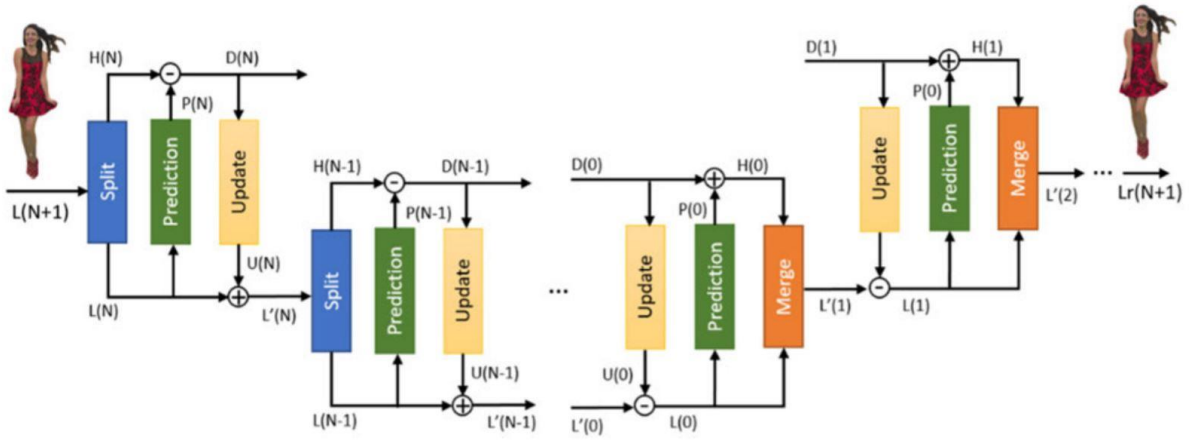 H(N)
D(N)
P(N)
Split
Prediction
Update
L(N+1)
U(N)
L(N)
L'(N)
H(N-1)
D(N-1)
P(N-1)
Split
Prediction
Update
U(N-1)
L(N-1)
L'(N-1)
...
D(0)
H(0)
P(0)
Update
Prediction
Merge
U(0)
L'(0)
L(0)
L'(1)
D(1)
H(1)
P(0)
Update
Prediction
Merge
L(1)
L'(2)
...
Lr(N+1)